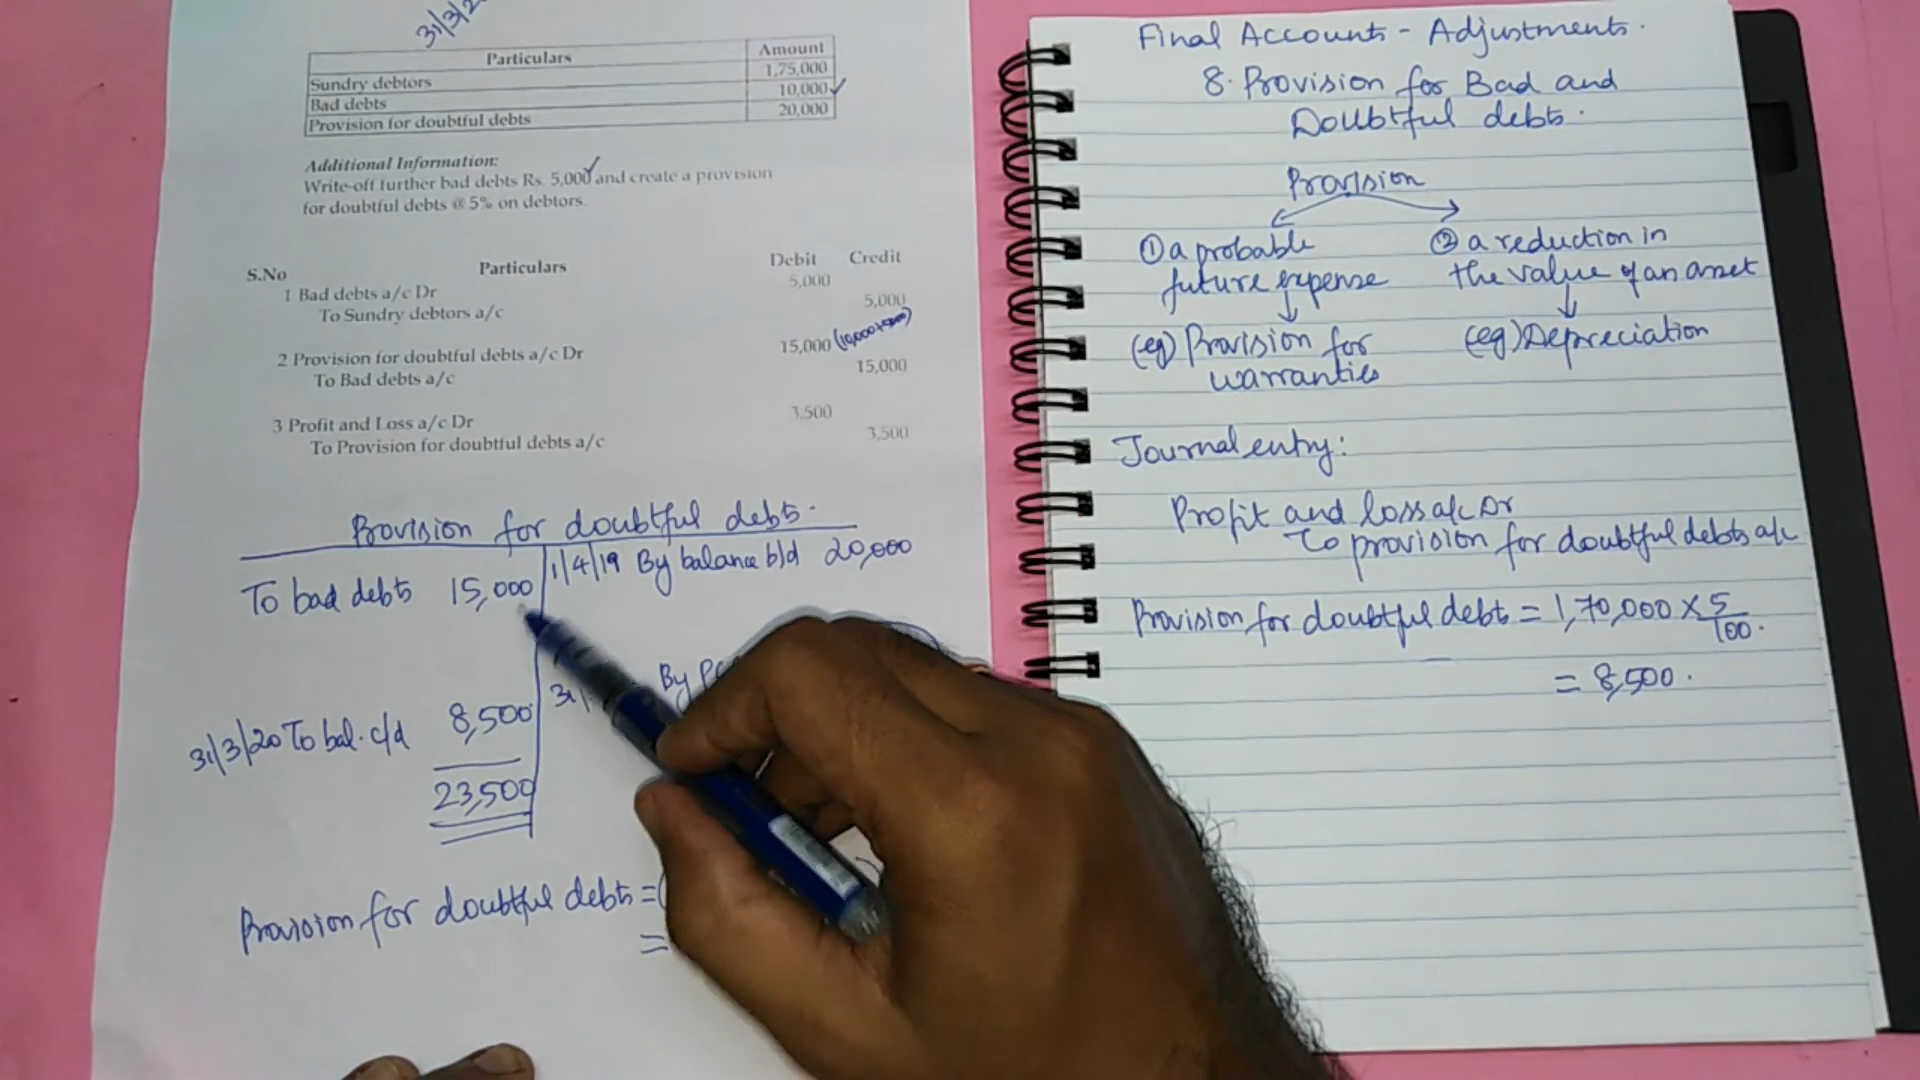 31/3/2
Particulars Amount
Sundry debtors 1,75,000
Bad debts 10,000
Provision for doubtful debts 20,000
Additional Information:
Write-off further bad debts Rs. 5,000 and create a provision
for doubtful debts @ 5% on debtors.
S.No Particulars Debit Credit
1 Bad debts a/c Dr 5,000
To Sundry debtors a/c 5,000
2 Provision for doubtful debts a/c Dr 15,000 (10,000+5000)
To Bad debts a/c 15,000
3 Profit and Loss a/c Dr 3,500
To Provision for doubtful debts a/c 3,500
Provision for doubtful debts.
To bad debts 15,000 1/4/19 By balance b/d 20,000
31/ By
31/3/20 To bal. c/d 8,500
23,500
Provision for doubtful debts = (
=
Final Accounts - Adjustments.
8. Provision for Bad and
Doubtful debts.
Provision
① a probable
future expense
(eg) Provision for
warranties
② a reduction in
the value of an asset
(eg) Depreciation
Journal entry:
Profit and loss a/c Dr
To provision for doubtful debts a/c
Provision for doubtful debt = 1,70,000 × 5/100.
= 8,500.